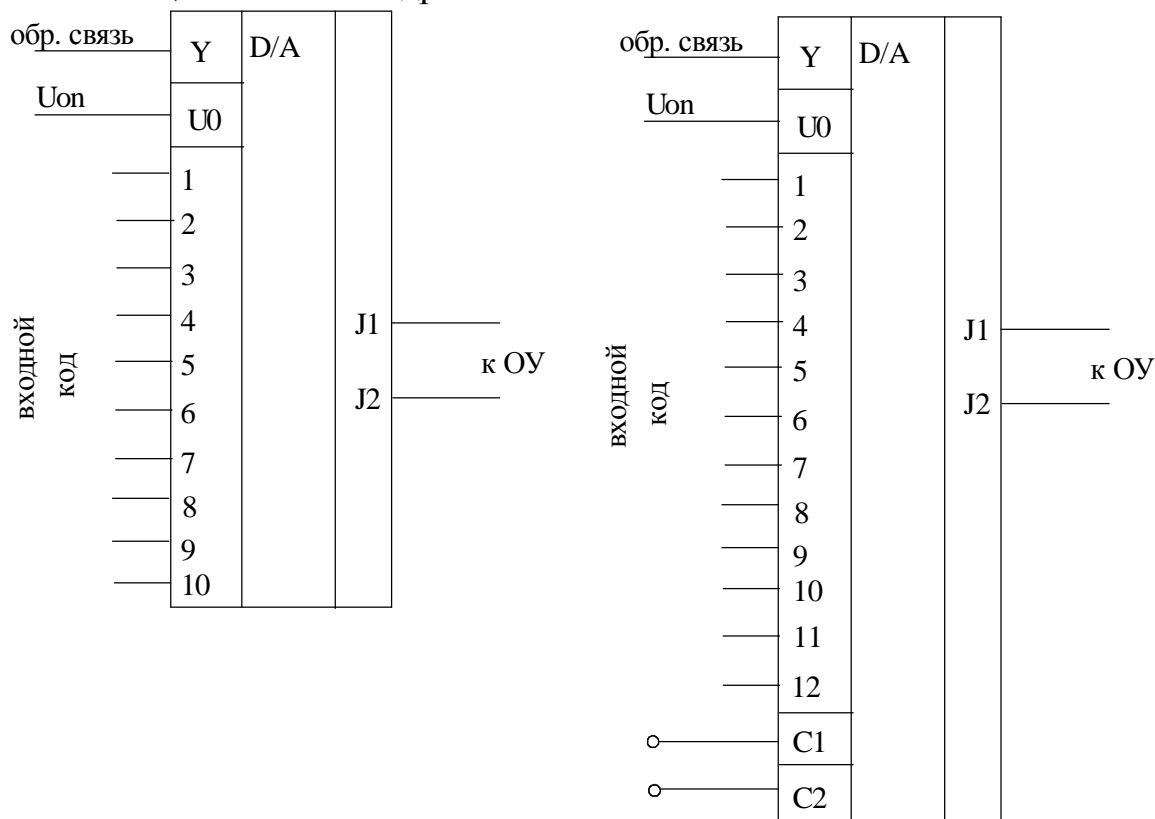 обр. связь
Y
D/A
Uon
U0
1
2
3
4
5
6
7
8
9
10
входной
код
J1
к ОУ
J2
обр. связь
Y
D/A
Uon
U0
1
2
3
4
5
6
7
8
9
10
11
12
входной
код
J1
к ОУ
J2
C1
C2